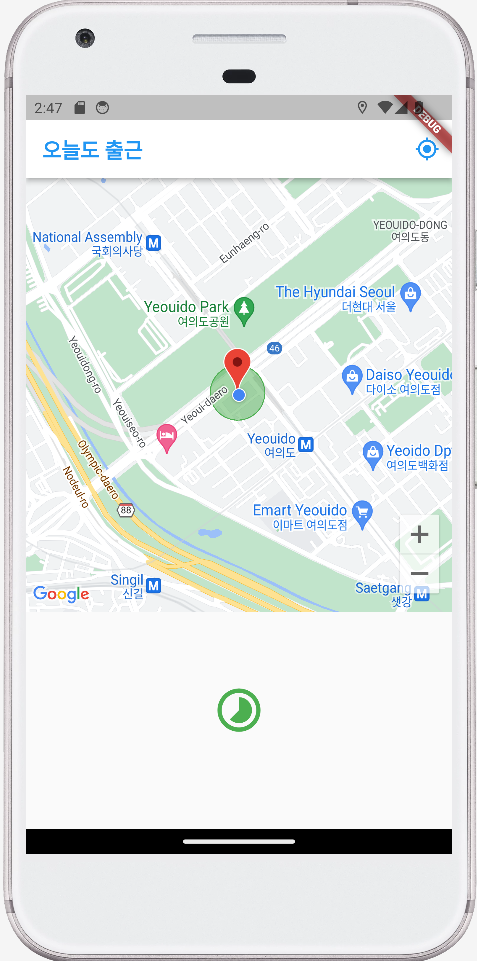 2:47
DEBUG
오늘도 출근
YEOUIDO-DONG
여의도동
National Assembly M
국회의사당
Eunhaeng-ro
The Hyundai Seoul
더현대 서울
Yeouido Park
여의도공원
46
Yeouidong-ro
Daiso Yeouido
다이소 여의도점
Yeoui-daero
Yeouiseo-ro
Yeouido M
여의도
Yeoido Dp
여의도백화점
Olympic-daero
Nodeul-ro
88
Emart Yeouido
이마트 여의도점
+
−
Singil M
신길
Saetgang M
샛강
Google